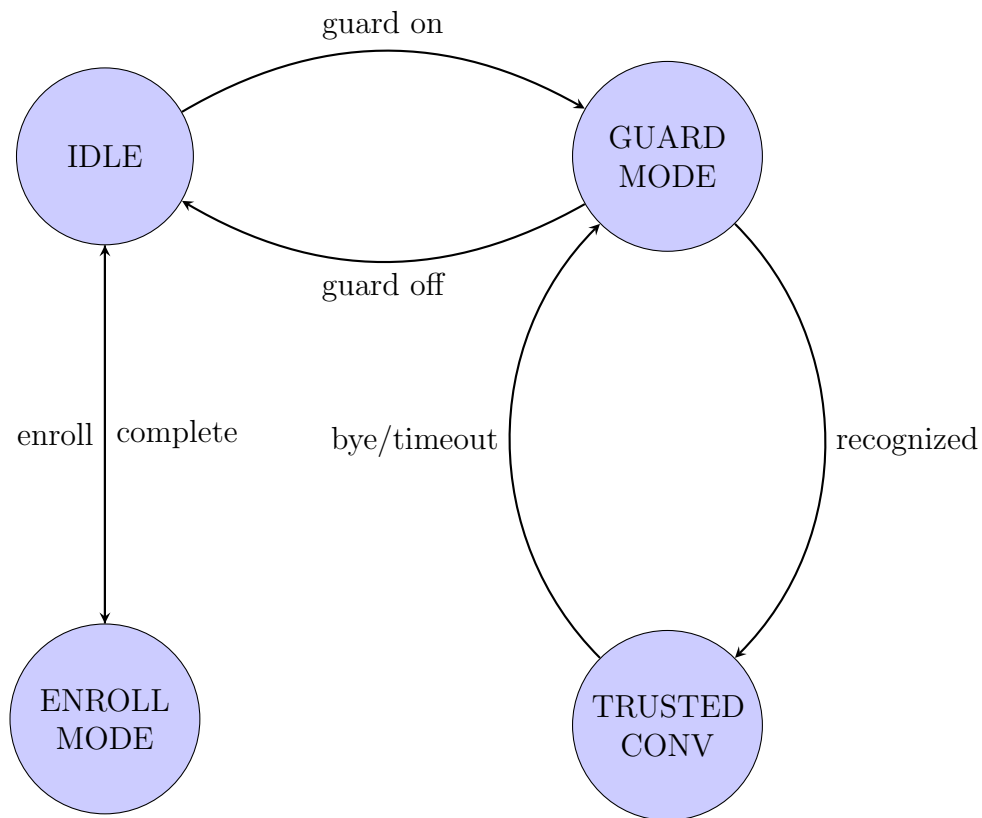 guard on
IDLE
GUARD
MODE
guard off
enroll
complete
bye/timeout
recognized
ENROLL
MODE
TRUSTED
CONV